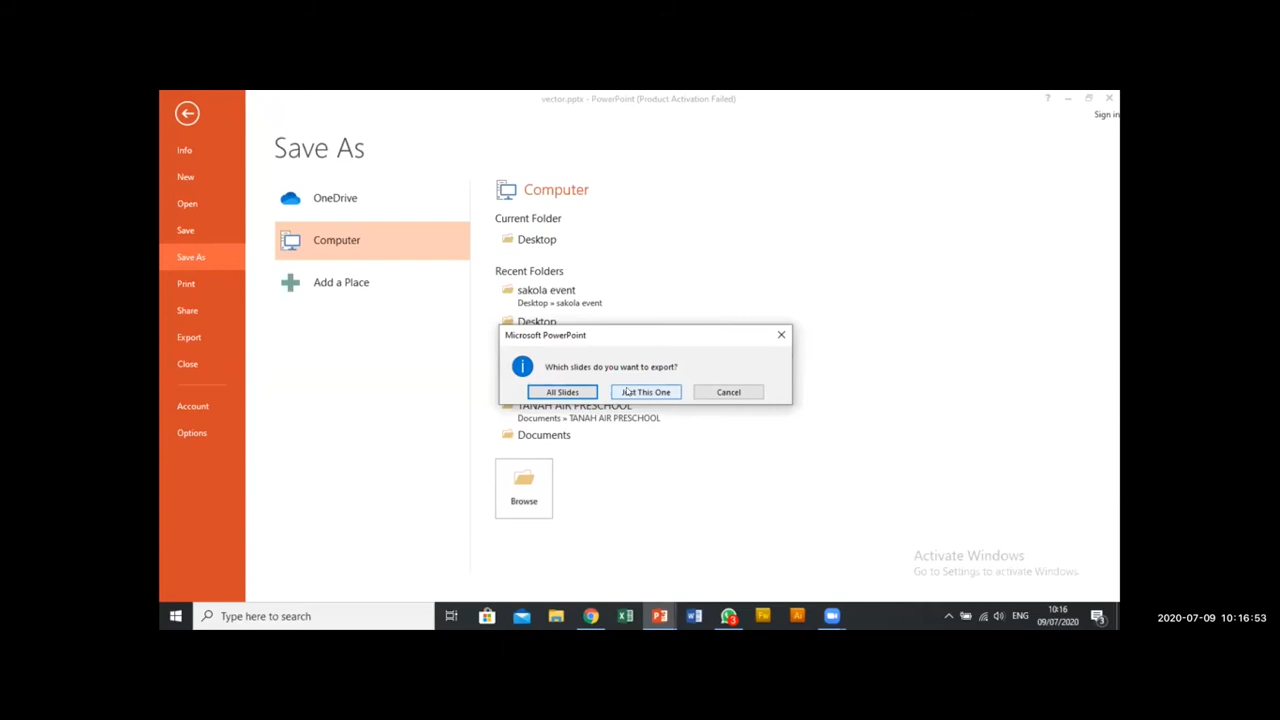 vector.pptx - PowerPoint (Product Activation Failed)
?
Sign in
Info
New
Open
Save
Save As
Print
Share
Export
Close
Account
Options
Save As
OneDrive
Computer
Add a Place
Computer
Current Folder
Desktop
Recent Folders
sakola event
Desktop » sakola event
Desktop
Microsoft PowerPoint
Which slides do you want to export?
All Slides
Just This One
Cancel
TANAH AIR PRESCHOOL
Documents » TANAH AIR PRESCHOOL
Documents
Browse
Activate Windows
Go to Settings to activate Windows.
Type here to search
3
Fw
Ai
ENG
10:16
09/07/2020
3
2020-07-09 10:16:53